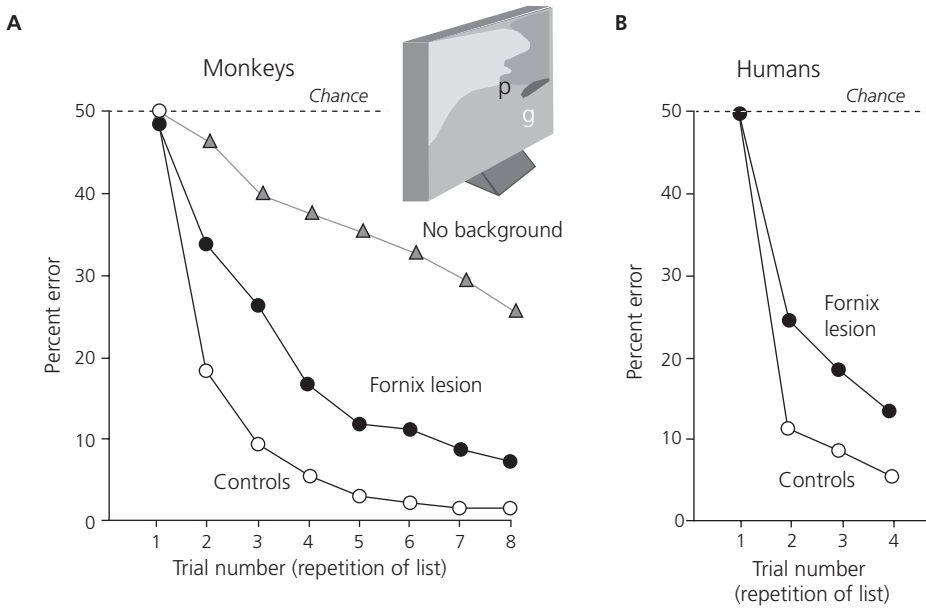 A
Monkeys
Chance
p
g
No background
50
40
30
20
10
0
Percent error
Fornix lesion
Controls
1 2 3 4 5 6 7 8
Trial number (repetition of list)
B
Humans
Chance
50
40
30
20
10
0
Percent error
Fornix
lesion
Controls
1 2 3 4
Trial number
(repetition of list)